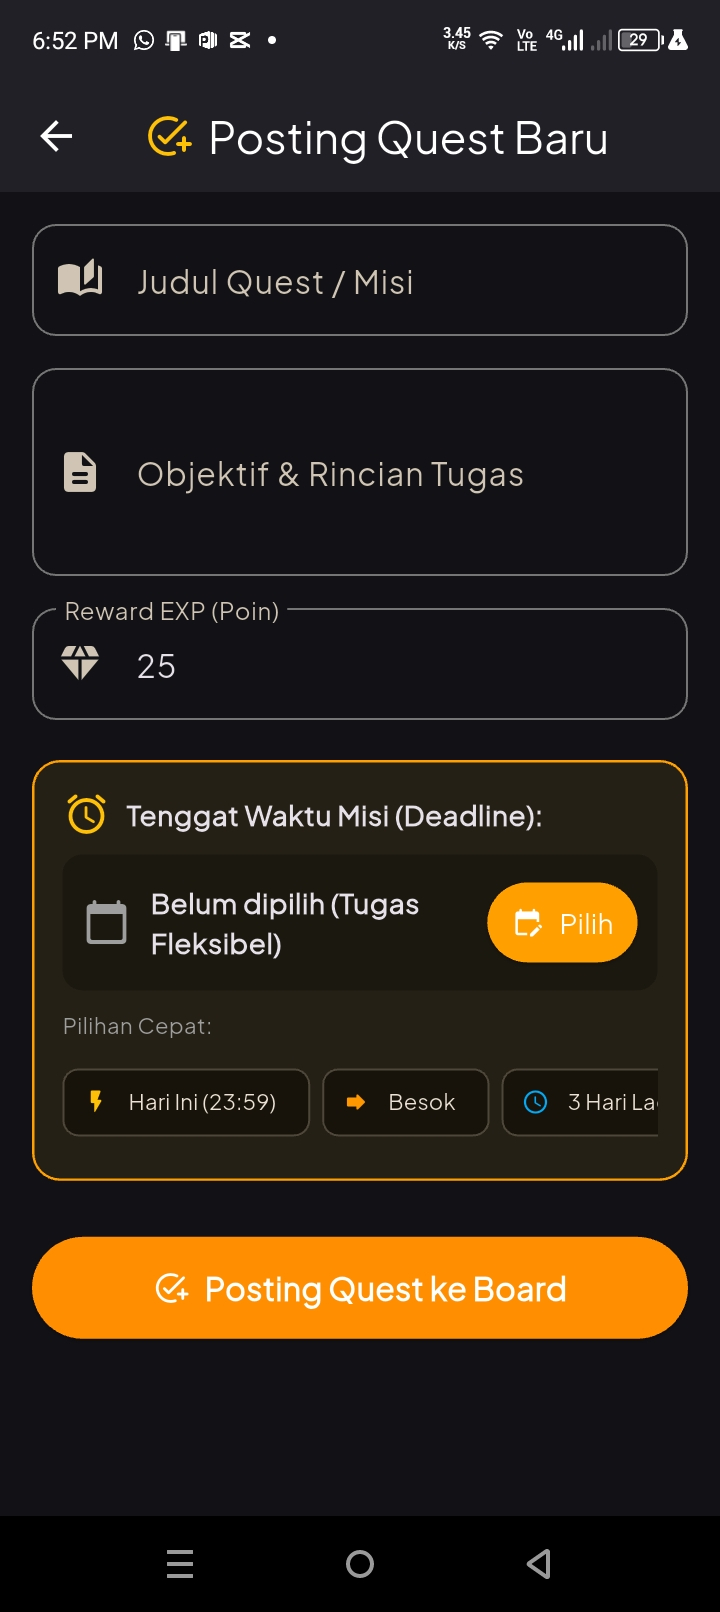 6:52 PM
3.45 K/S
Vo LTE
4G
29
Posting Quest Baru
Judul Quest / Misi
Objektif & Rincian Tugas
Reward EXP (Poin)
25
Tenggat Waktu Misi (Deadline):
Belum dipilih (Tugas
Fleksibel)
Pilih
Pilihan Cepat:
Hari Ini (23:59)
Besok
3 Hari La
Posting Quest ke Board